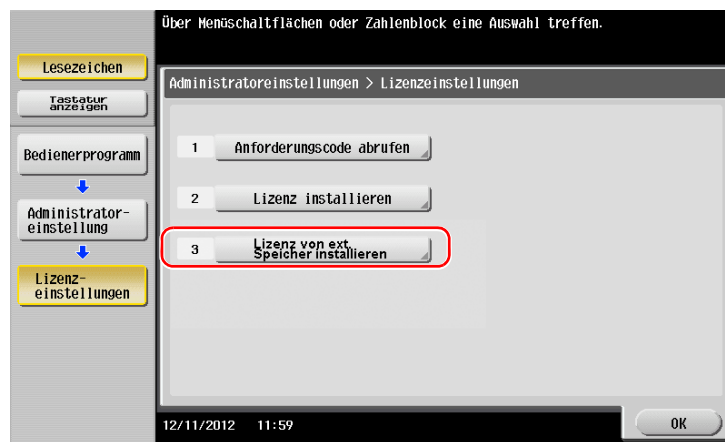 Über Menüschaltflächen oder Zahlenblock eine Auswahl treffen.
Lesezeichen
Tastatur
anzeigen
Bedienerprogramm
Administrator-
einstellung
Lizenz-
einstellungen
Administratoreinstellungen > Lizenzeinstellungen
1 Anforderungscode abrufen
2 Lizenz installieren
3 Lizenz von ext.
Speicher installieren
12/11/2012 11:59
OK